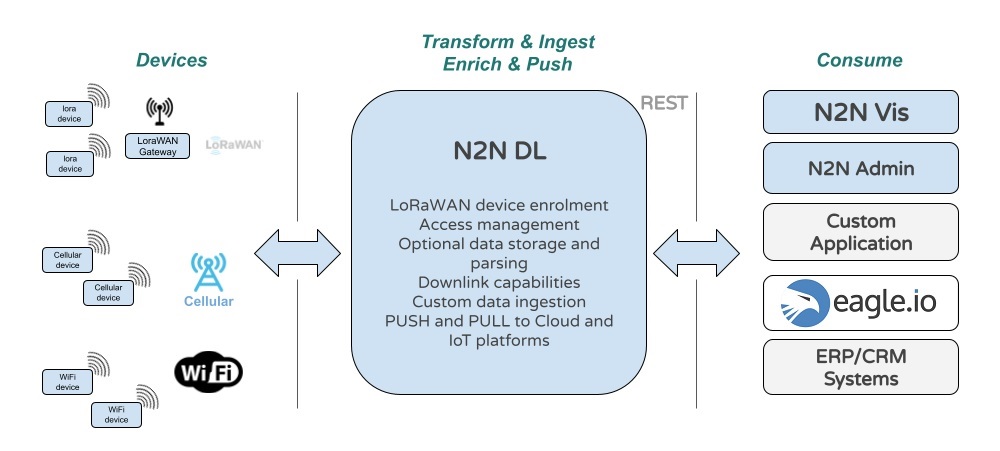 Devices
lora
device
lora
device
LoraWAN
Gateway
LoRaWAN
Cellular
device
Cellular
device
Cellular
WiFi
device
WiFi
device
Wi Fi
Transform & Ingest
Enrich & Push
REST
N2N DL
LoRaWAN device enrolment
Access management
Optional data storage and
parsing
Downlink capabilities
Custom data ingestion
PUSH and PULL to Cloud and
IoT platforms
Consume
N2N Vis
N2N Admin
Custom
Application
eagle.io
ERP/CRM
Systems